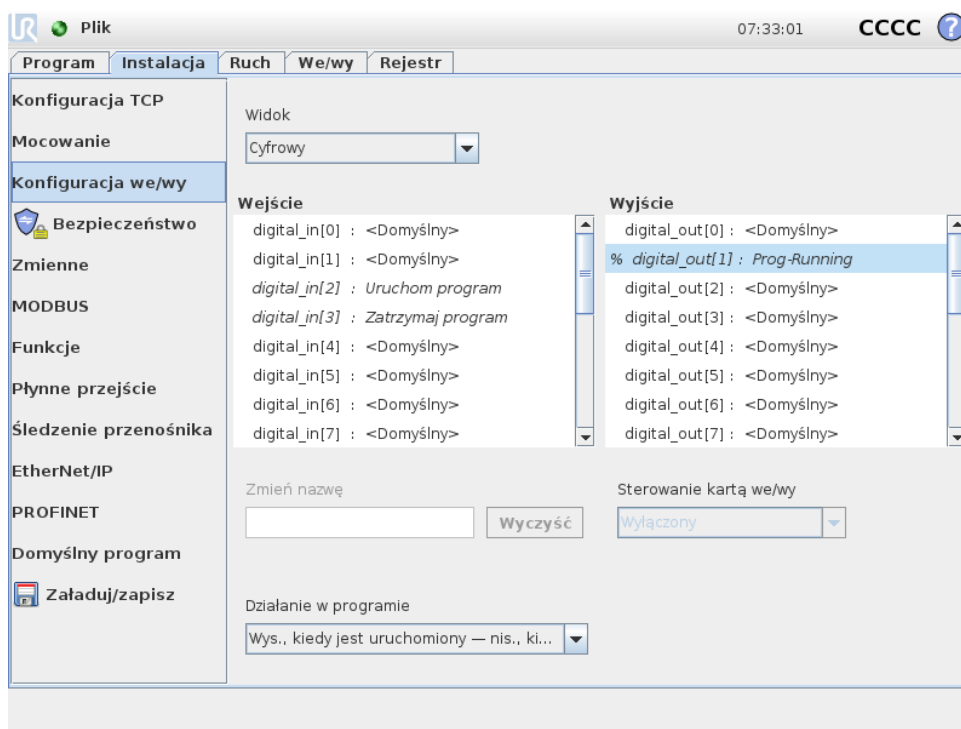 UR Plik 07:33:01 CCCC ?
Program Instalacja Ruch We/wy Rejestr
Konfiguracja TCP
Mocowanie
Konfiguracja we/wy
Bezpieczeństwo
Zmienne
MODBUS
Funkcje
Płynne przejście
Śledzenie przenośnika
EtherNet/IP
PROFINET
Domyślny program
Załaduj/zapisz
Widok
Cyfrowy
Wejście
digital_in[0] : <Domyślny>
digital_in[1] : <Domyślny>
digital_in[2] : Uruchom program
digital_in[3] : Zatrzymaj program
digital_in[4] : <Domyślny>
digital_in[5] : <Domyślny>
digital_in[6] : <Domyślny>
digital_in[7] : <Domyślny>
Wyjście
digital_out[0] : <Domyślny>
% digital_out[1] : Prog-Running
digital_out[2] : <Domyślny>
digital_out[3] : <Domyślny>
digital_out[4] : <Domyślny>
digital_out[5] : <Domyślny>
digital_out[6] : <Domyślny>
digital_out[7] : <Domyślny>
Zmień nazwę
Wyczyść
Sterowanie kartą we/wy
Wyłączony
Działanie w programie
Wys., kiedy jest uruchomiony — nis., ki...